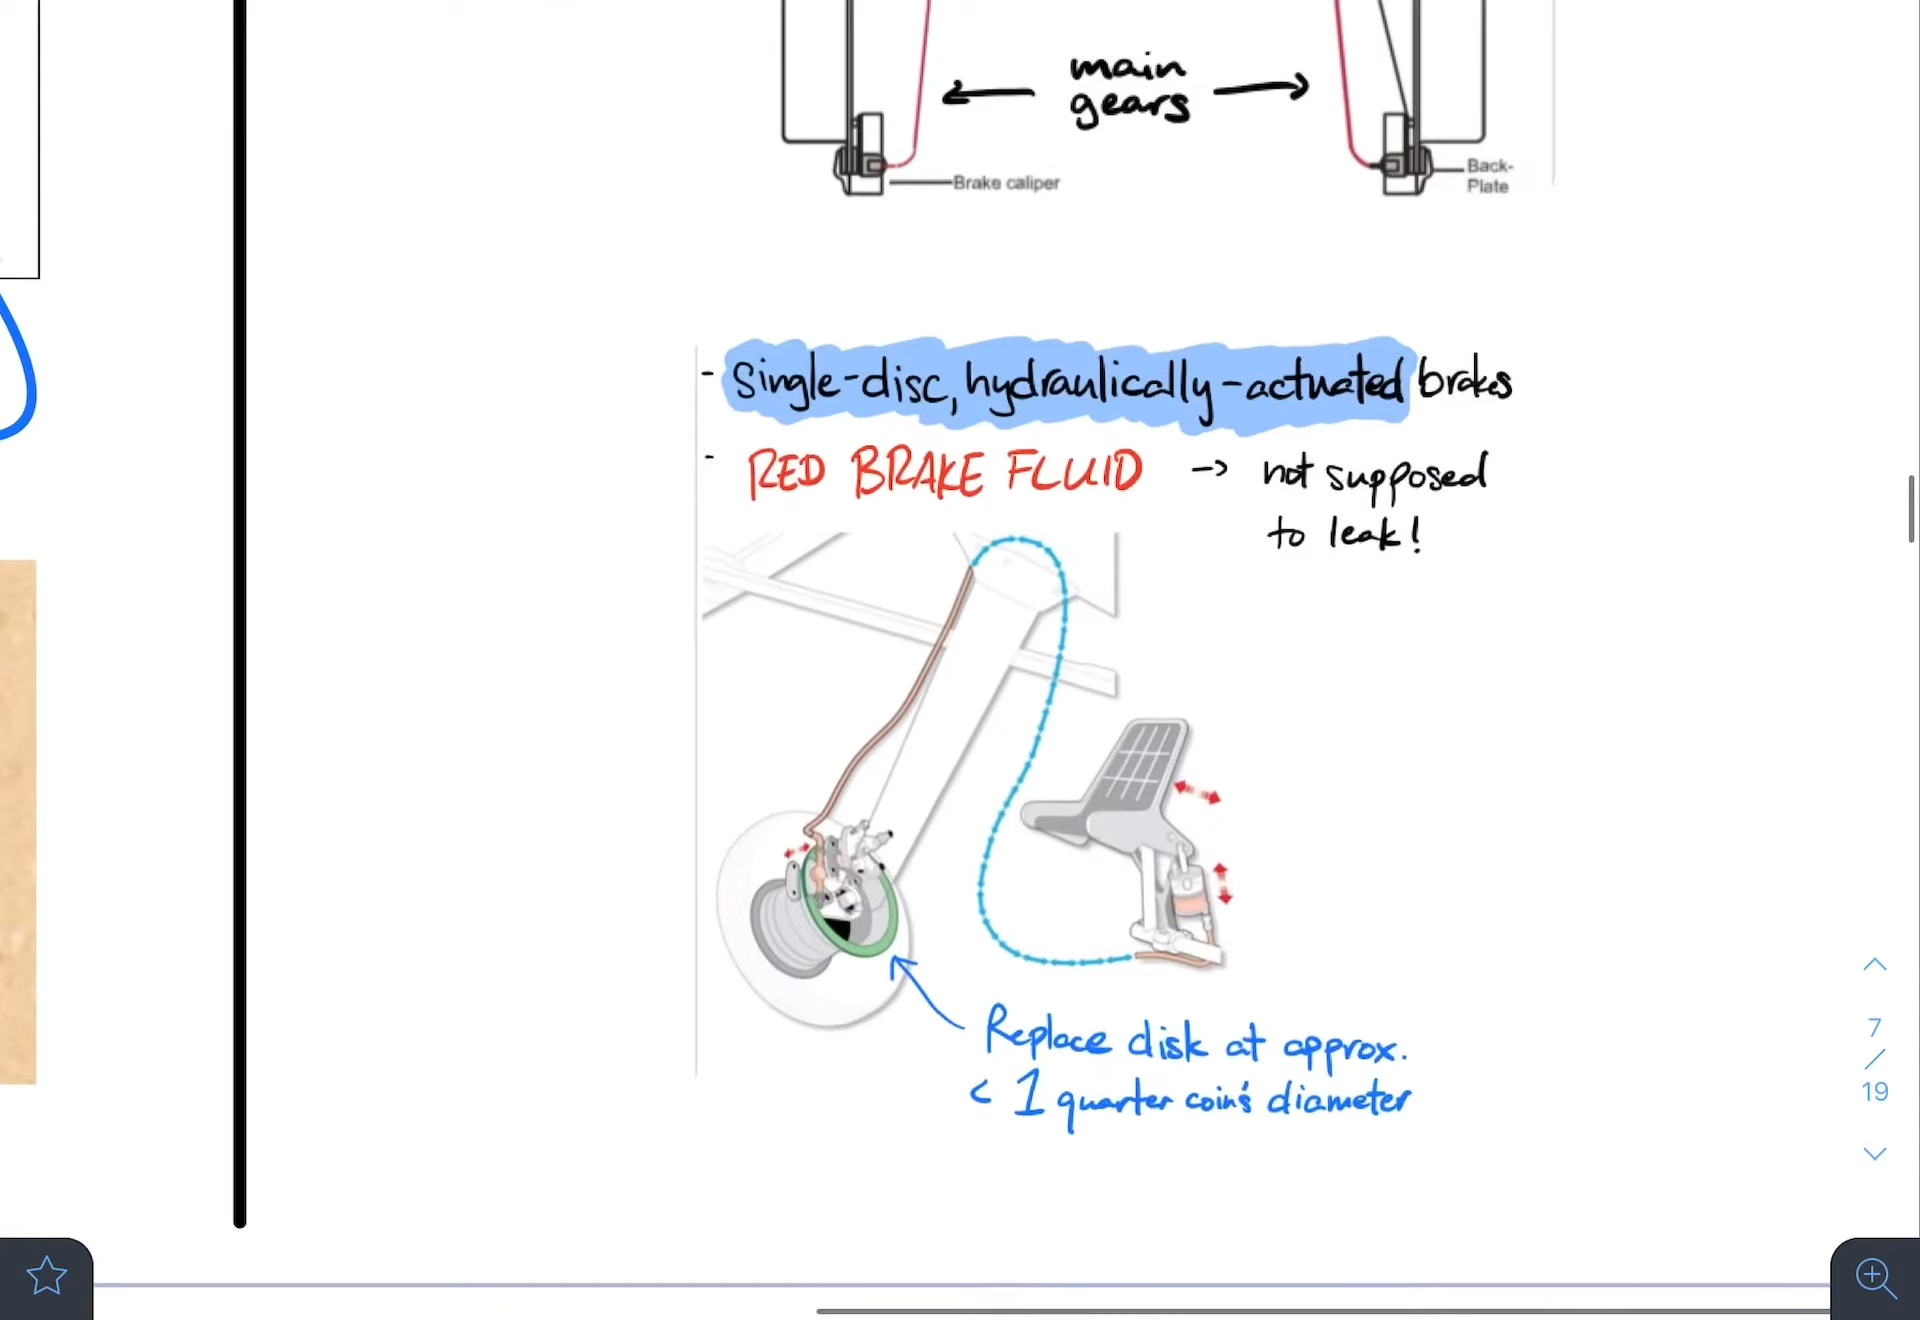 main
gears
Brake caliper
Back-
Plate
- Single-disc, hydraulically-actuated brakes
- RED BRAKE FLUID -> not supposed
to leak!
Replace disk at approx.
< 1 quarter coin's diameter
7
/
19